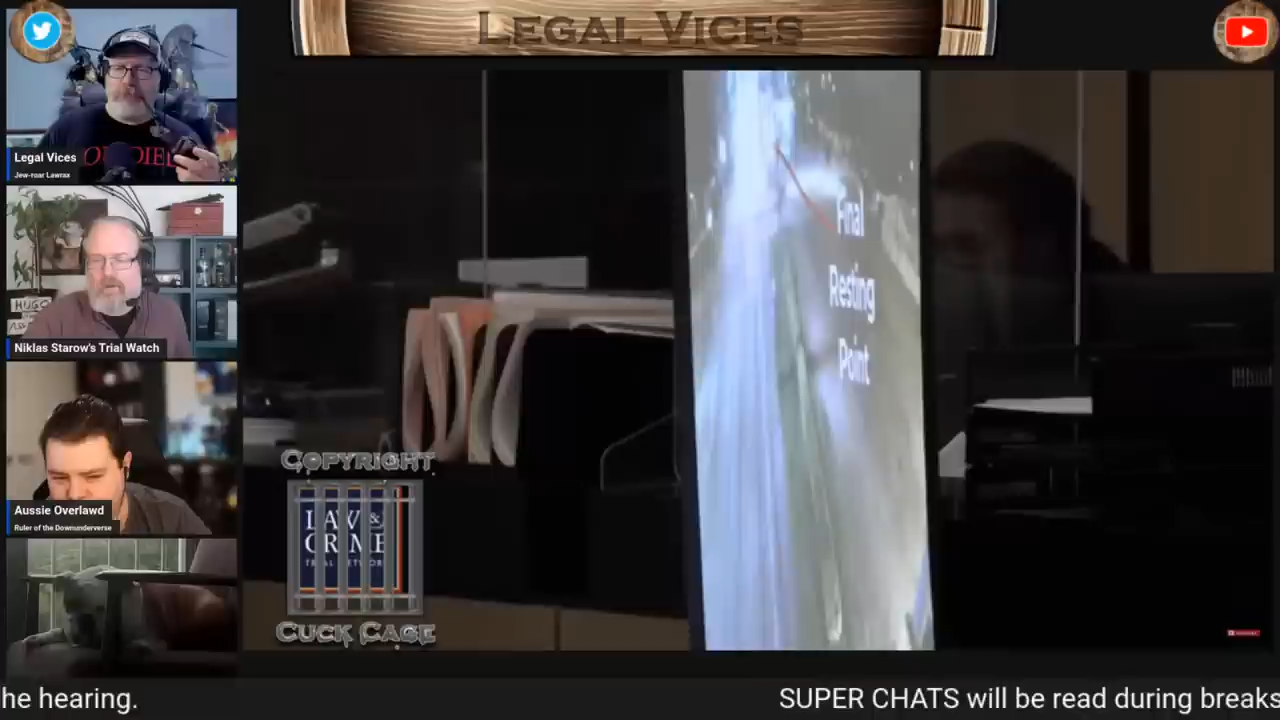 LEGAL VICES
Legal Vices
Jew-roar Lawrax
HUGO
Niklas Starow's Trial Watch
Aussie Overlawd
Ruler of the Downunderverse
Final
Resting
Point
COPYRIGHT
LAW &
CRIME
CUCK CAGE
he hearing.
SUPER CHATS will be read during breaks